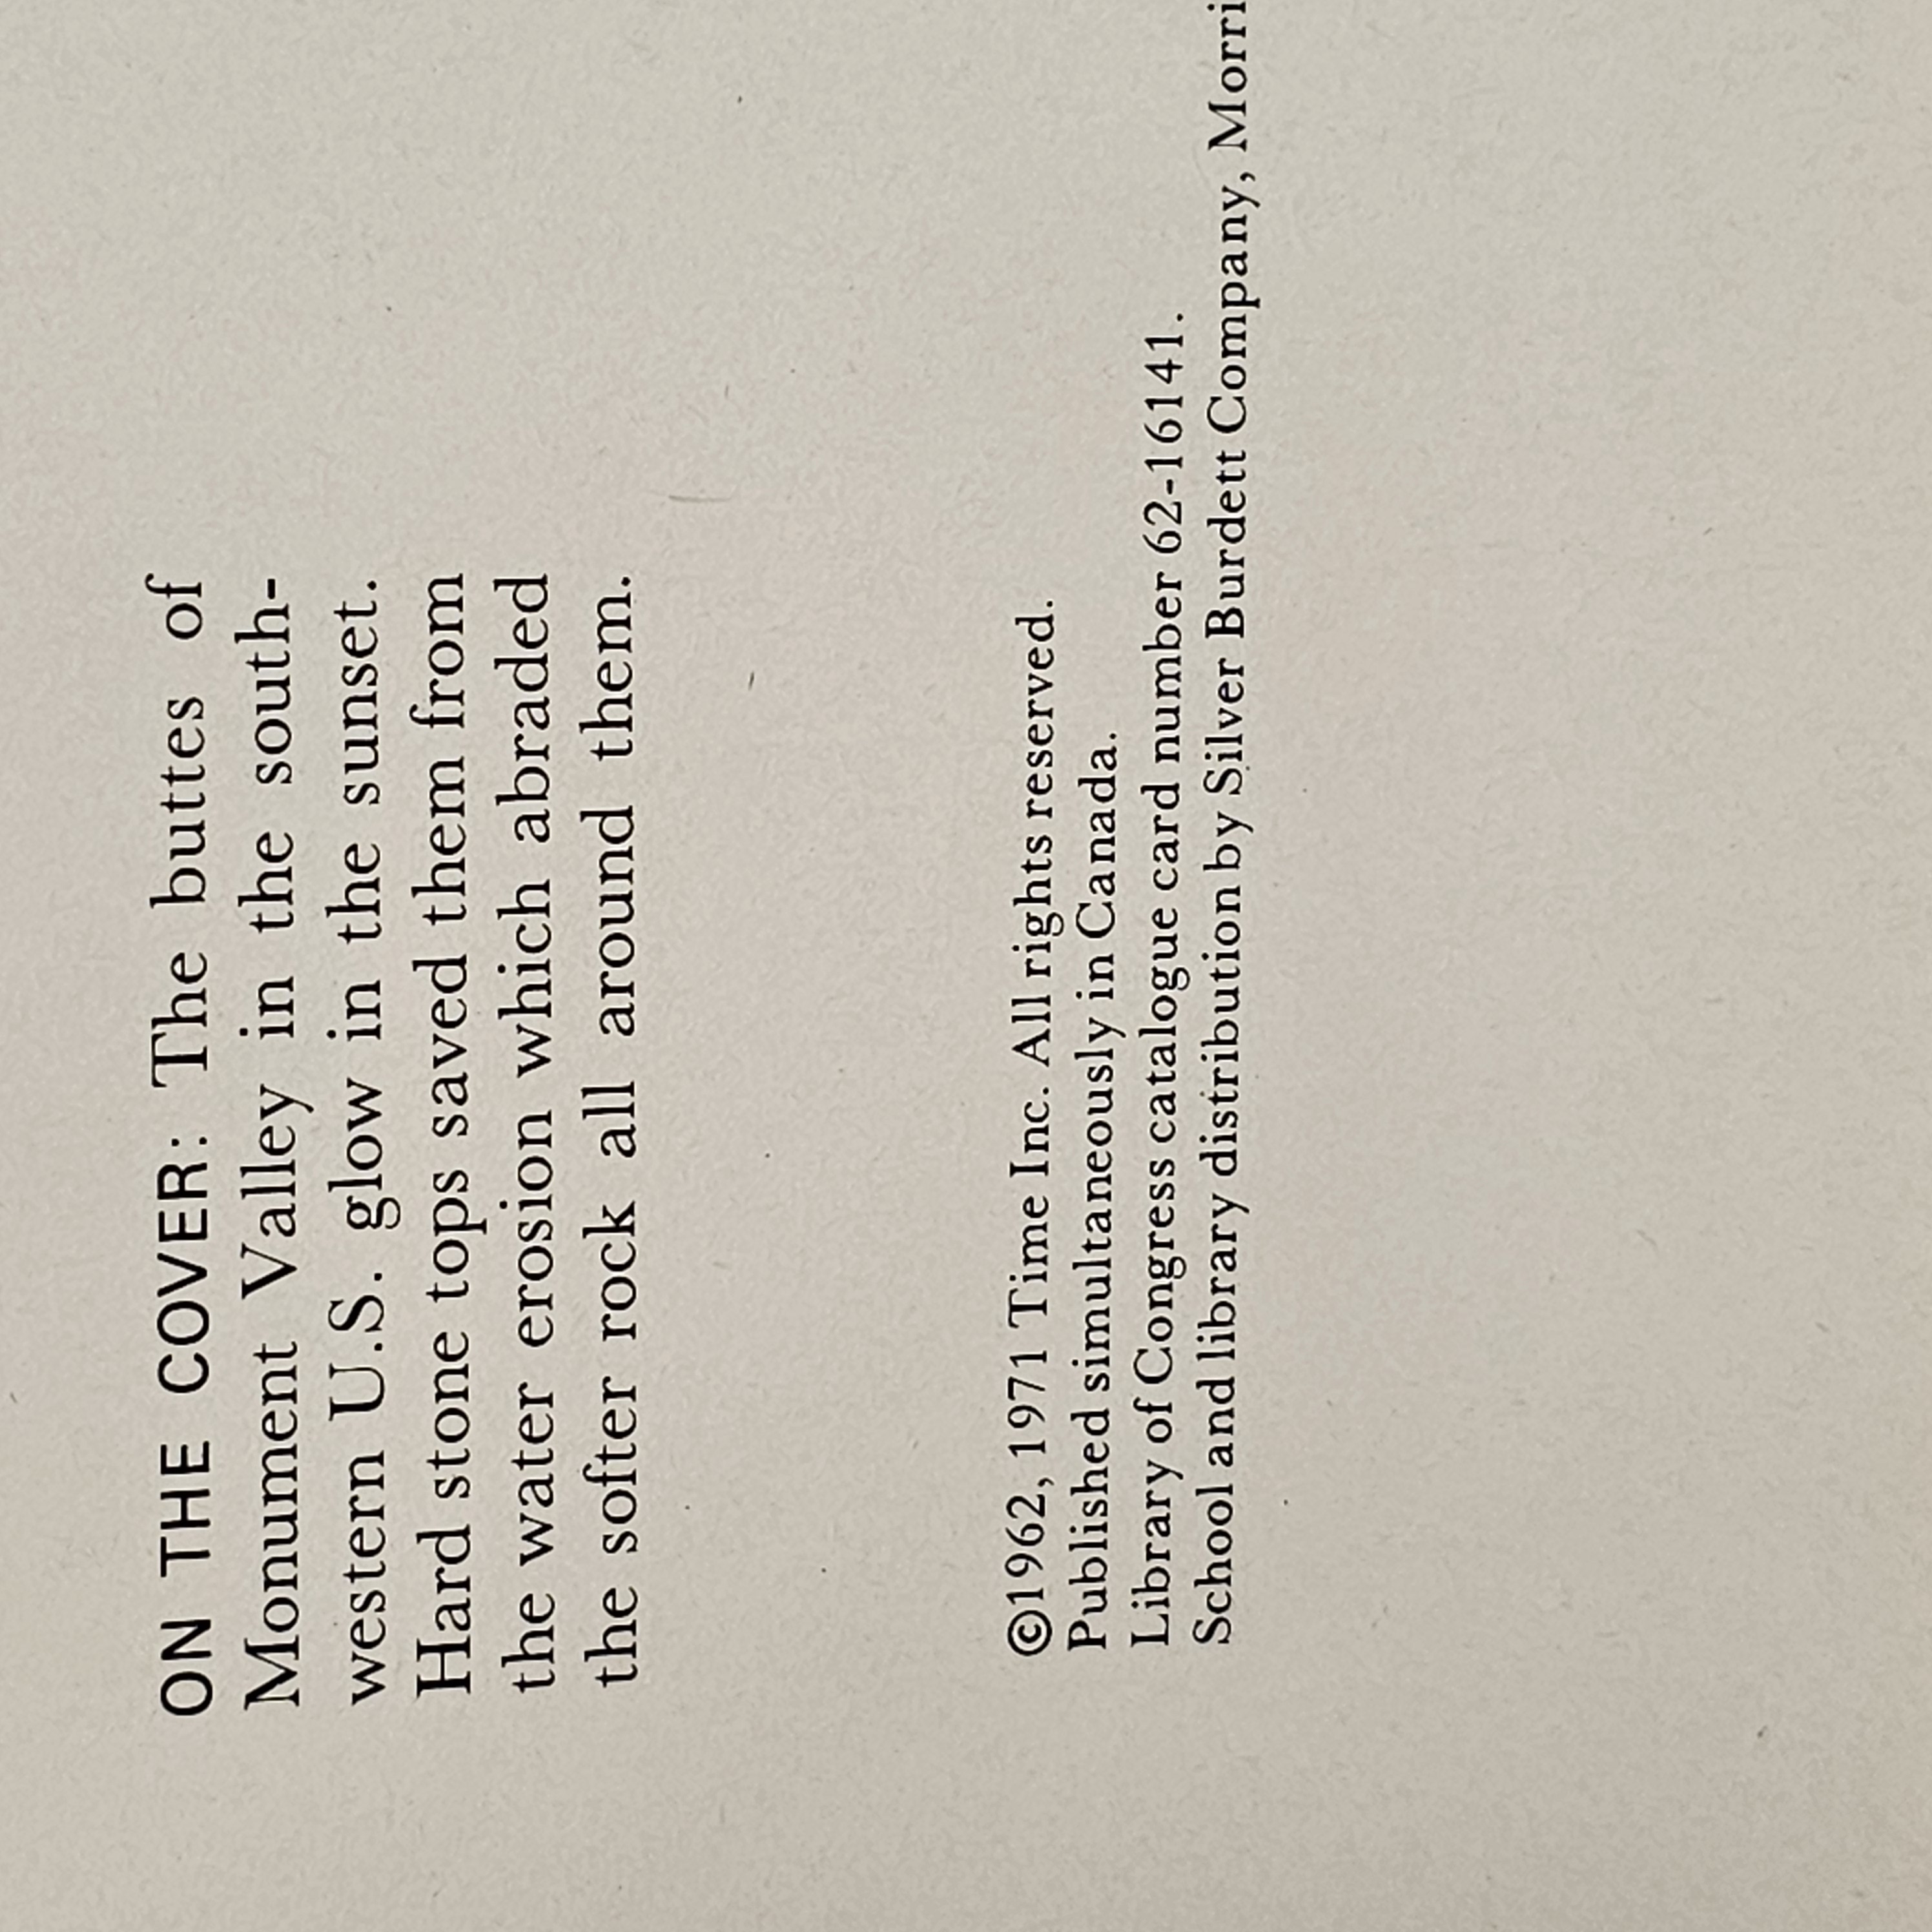 ON THE COVER: The buttes of
Monument Valley in the south-
western U.S. glow in the sunset.
Hard stone tops saved them from
the water erosion which abraded
the softer rock all around them.
©1962, 1971 Time Inc. All rights reserved.
Published simultaneously in Canada.
Library of Congress catalogue card number 62-16141.
School and library distribution by Silver Burdett Company, Morri